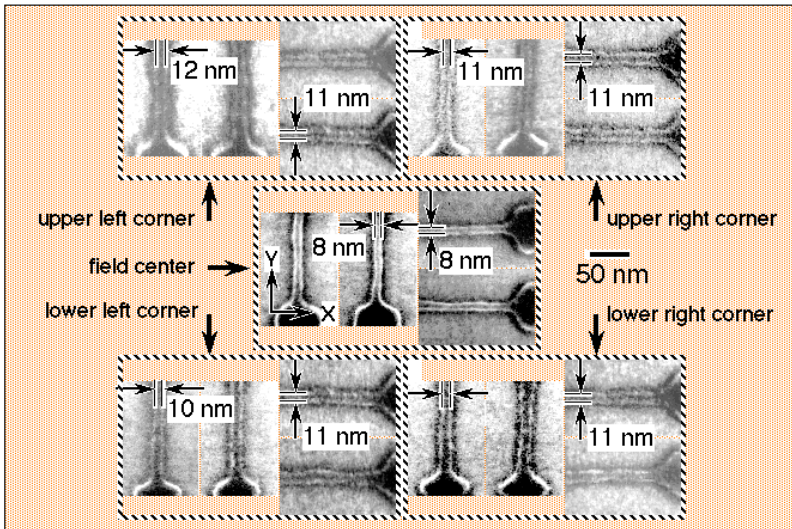 12 nm
11 nm
11 nm
11 nm
upper left corner
upper right corner
8 nm
8 nm
field center
Y
X
50 nm
lower left corner
lower right corner
10 nm
11 nm
11 nm